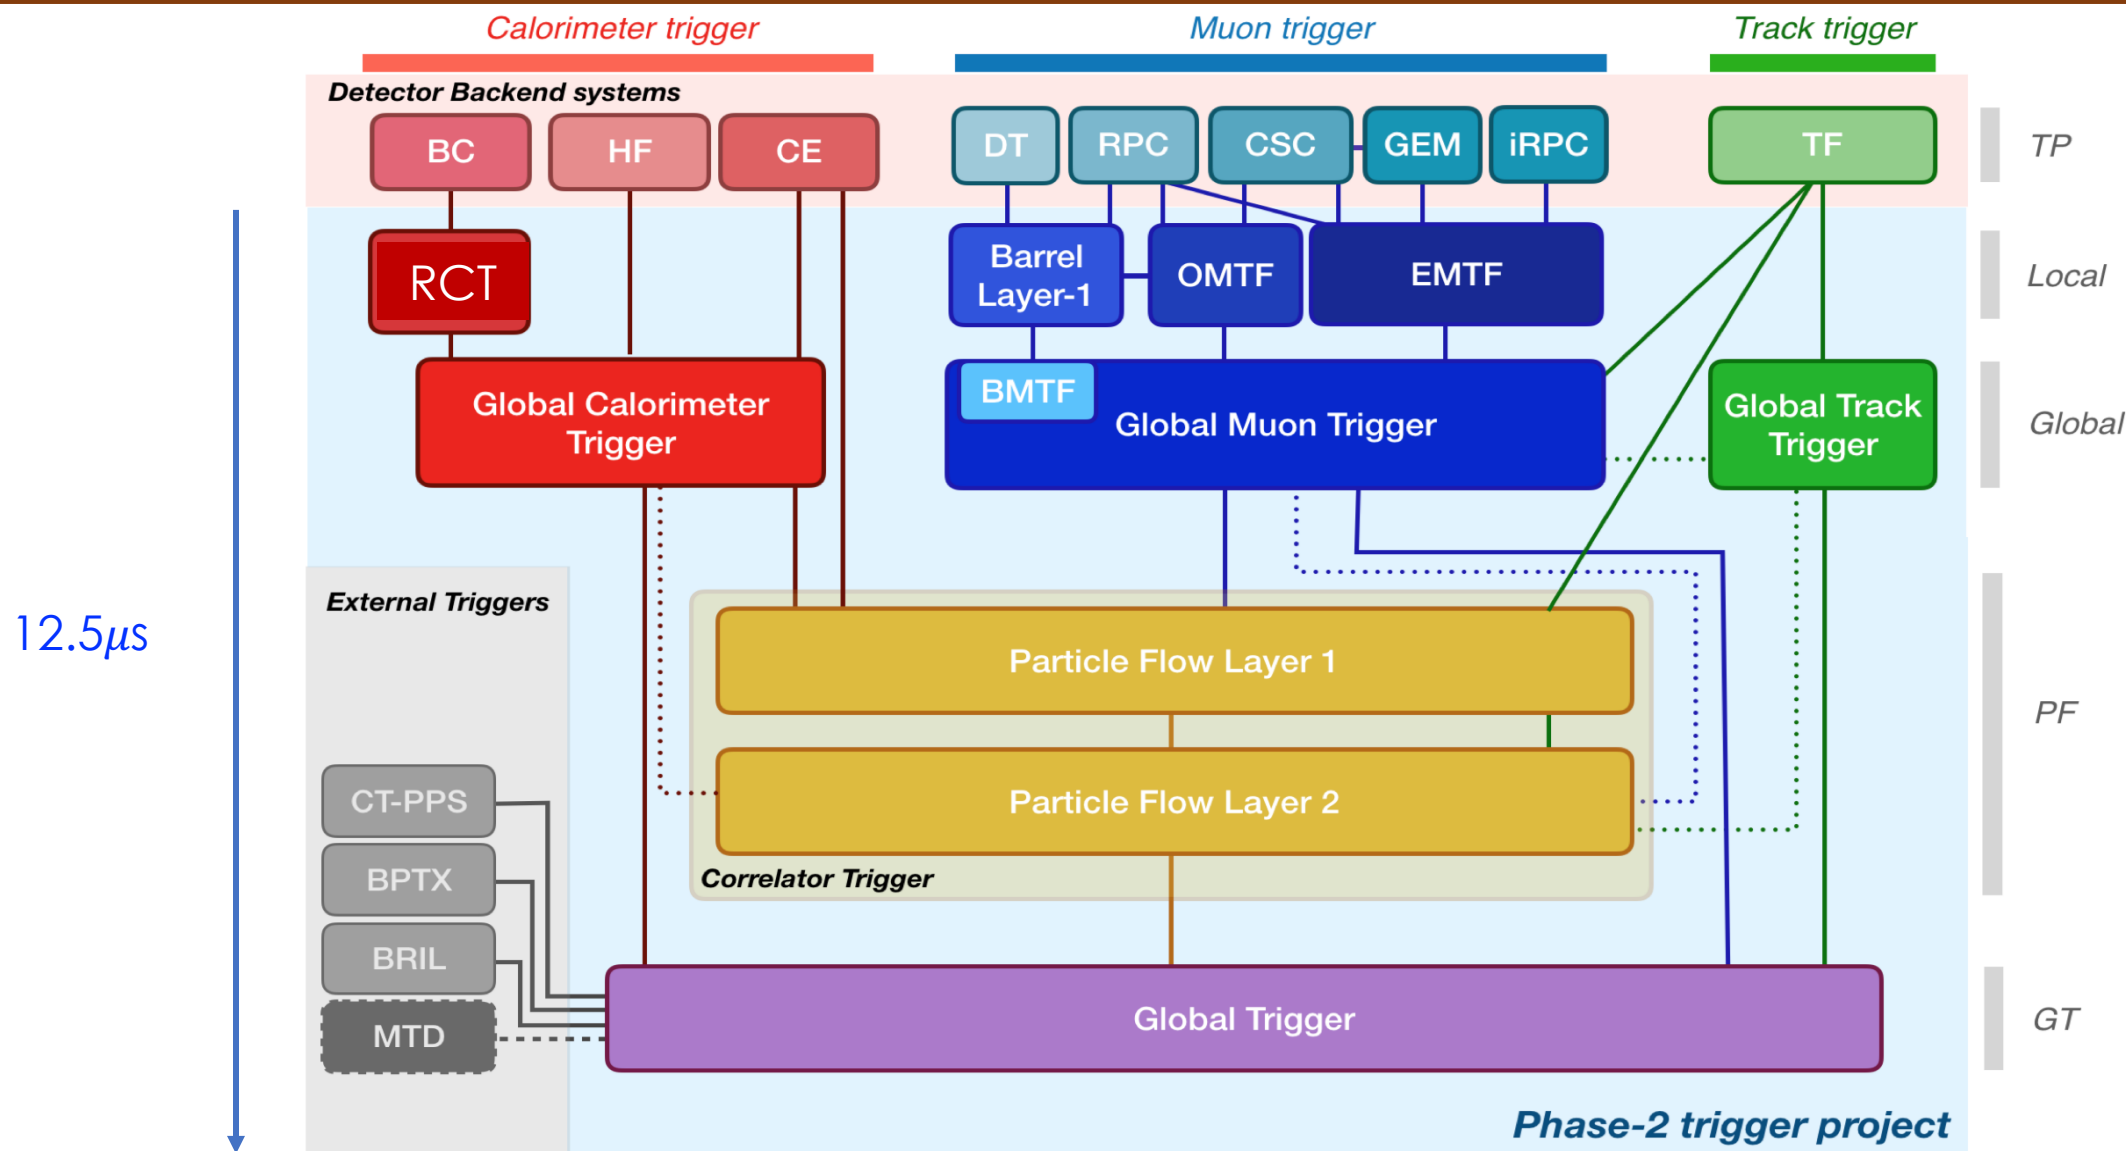 Calorimeter trigger
Muon trigger
Track trigger
Detector Backend systems
BC
HF
CE
DT
RPC
CSC
GEM
iRPC
TF
TP
RCT
Barrel
Layer-1
OMTF
EMTF
Local
Global Calorimeter
Trigger
BMTF
Global Muon Trigger
Global Track
Trigger
Global
External Triggers
12.5μs
Particle Flow Layer 1
PF
CT-PPS
Particle Flow Layer 2
BPTX
Correlator Trigger
BRIL
MTD
Global Trigger
GT
Phase-2 trigger project